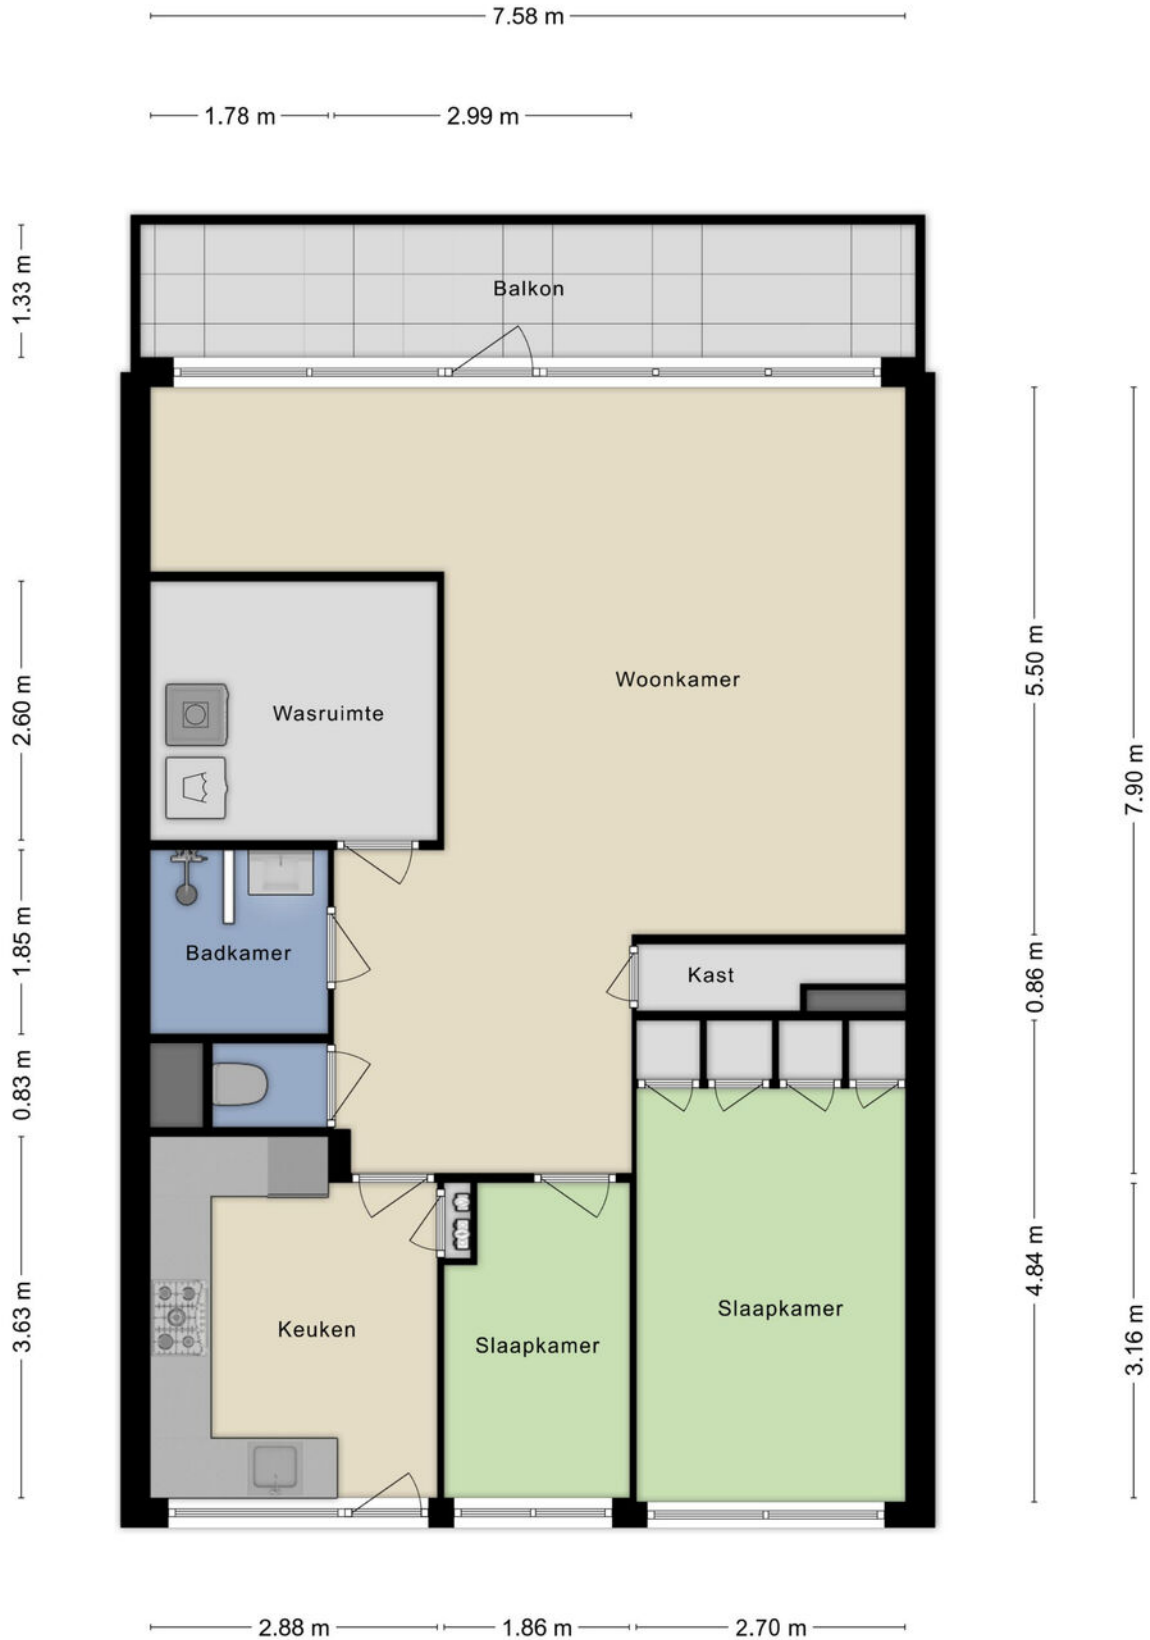 7.58 m
1.78 m
2.99 m
1.33 m
Balkon
5.50 m
Woonkamer
2.60 m
Wasruimte
7.90 m
1.85 m
Badkamer
Kast
0.86 m
0.83 m
4.84 m
3.63 m
Keuken
Slaapkamer
Slaapkamer
3.16 m
2.88 m
1.86 m
2.70 m